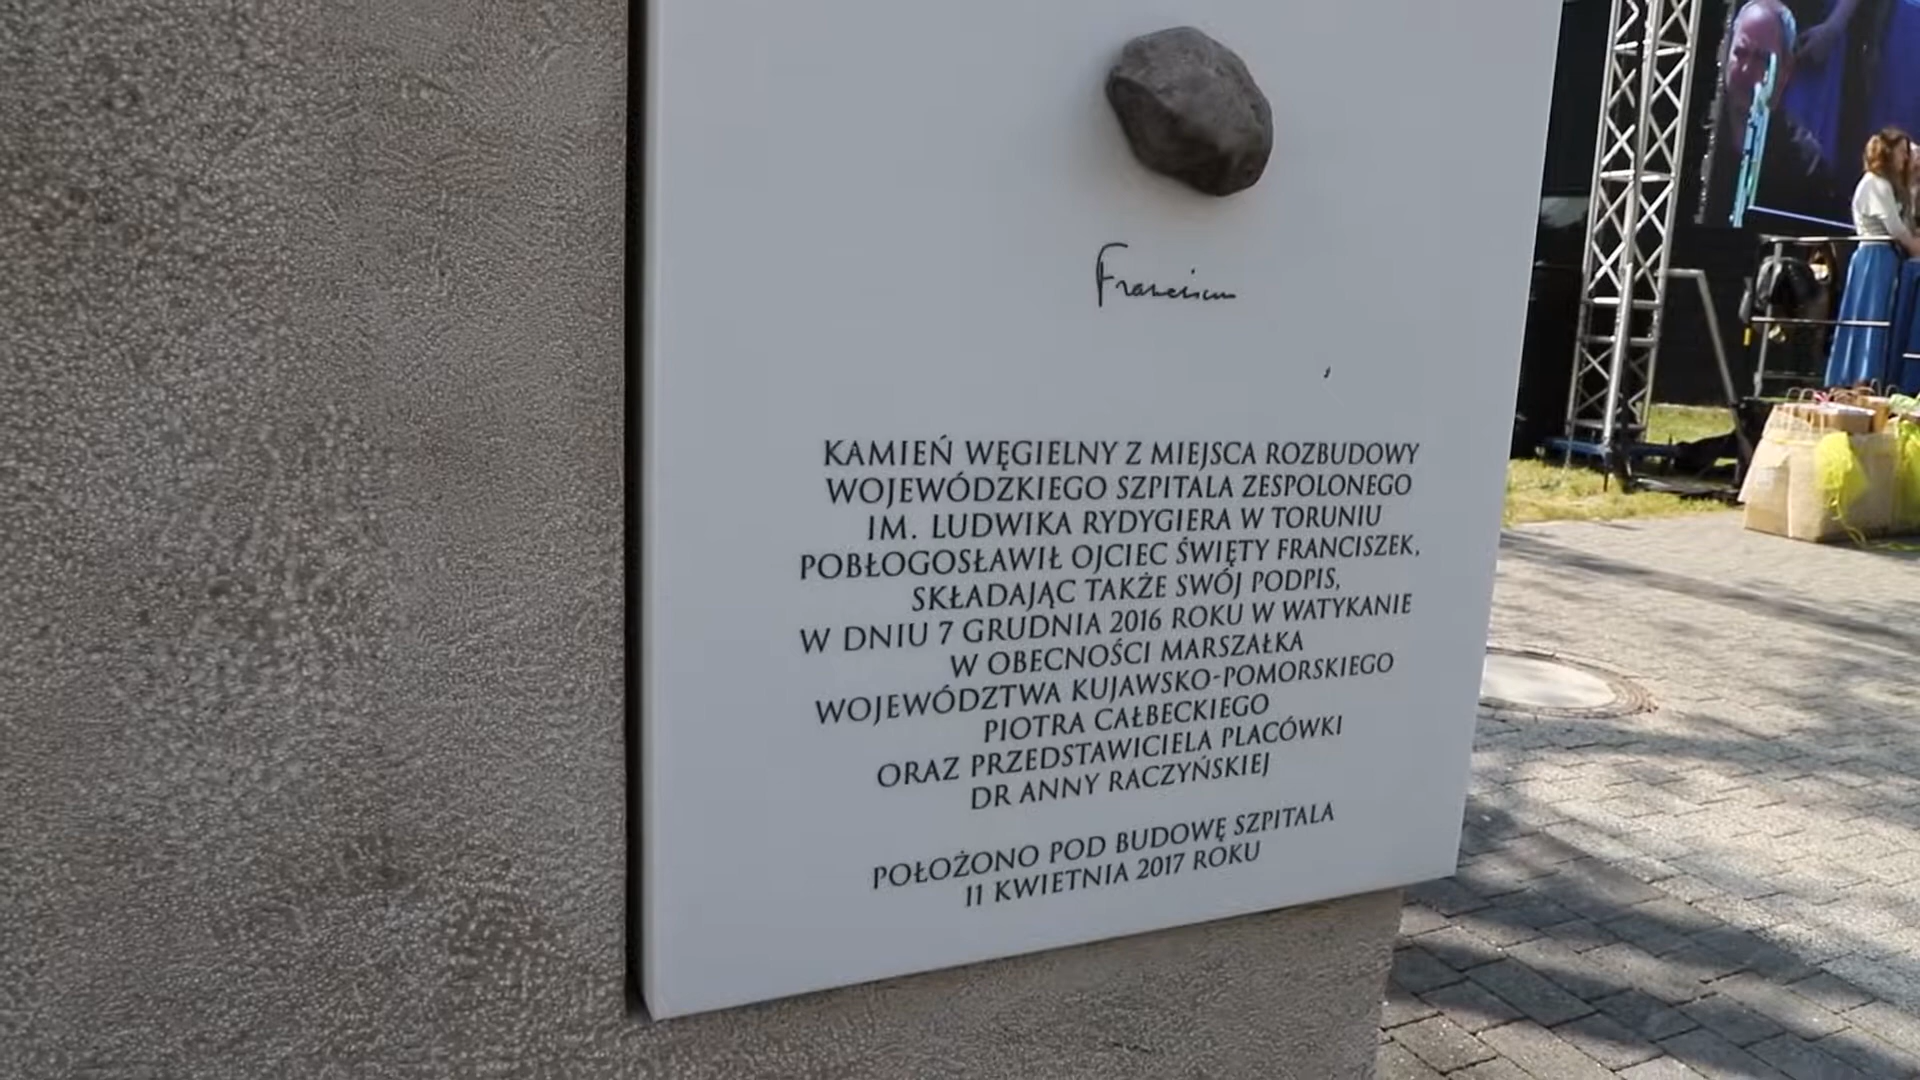 Franciscus
KAMIEŃ WĘGIELNY Z MIEJSCA ROZBUDOWY
WOJEWÓDZKIEGO SZPITALA ZESPOLONEGO
IM. LUDWIKA RYDYGIERA W TORUNIU
POBŁOGOSŁAWIŁ OJCIEC ŚWIĘTY FRANCISZEK,
SKŁADAJĄC TAKŻE SWÓJ PODPIS,
W DNIU 7 GRUDNIA 2016 ROKU W WATYKANIE
W OBECNOŚCI MARSZAŁKA
WOJEWÓDZTWA KUJAWSKO-POMORSKIEGO
PIOTRA CAŁBECKIEGO
ORAZ PRZEDSTAWICIELA PLACÓWKI
DR ANNY RACZYŃSKIEJ
POŁOŻONO POD BUDOWĘ SZPITALA
11 KWIETNIA 2017 ROKU